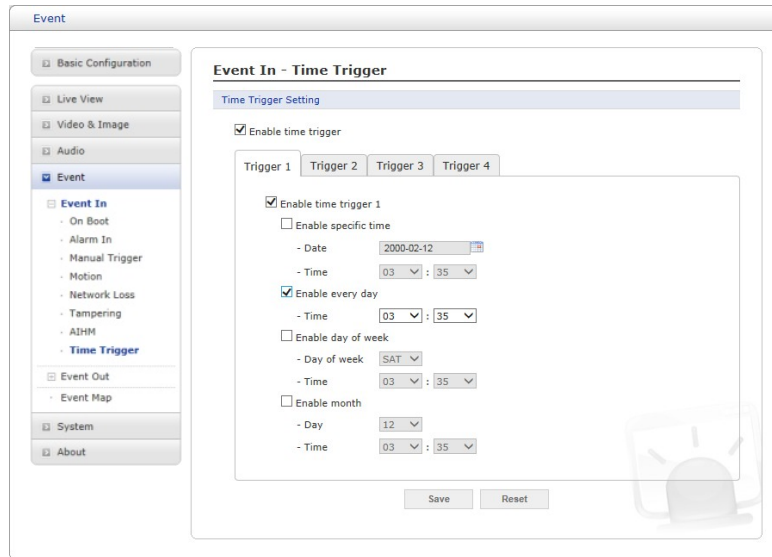 Event
Basic Configuration
Live View
Video & Image
Audio
Event
Event In
On Boot
Alarm In
Manual Trigger
Motion
Network Loss
Tampering
AIHM
Time Trigger
Event Out
Event Map
System
About
Event In - Time Trigger
Time Trigger Setting
Enable time trigger
Trigger 1 Trigger 2 Trigger 3 Trigger 4
Enable time trigger 1
Enable specific time
- Date 2000-02-12
- Time 03 : 35
Enable every day
- Time 03 : 35
Enable day of week
- Day of week SAT
- Time 03 : 35
Enable month
- Day 12
- Time 03 : 35
Save Reset